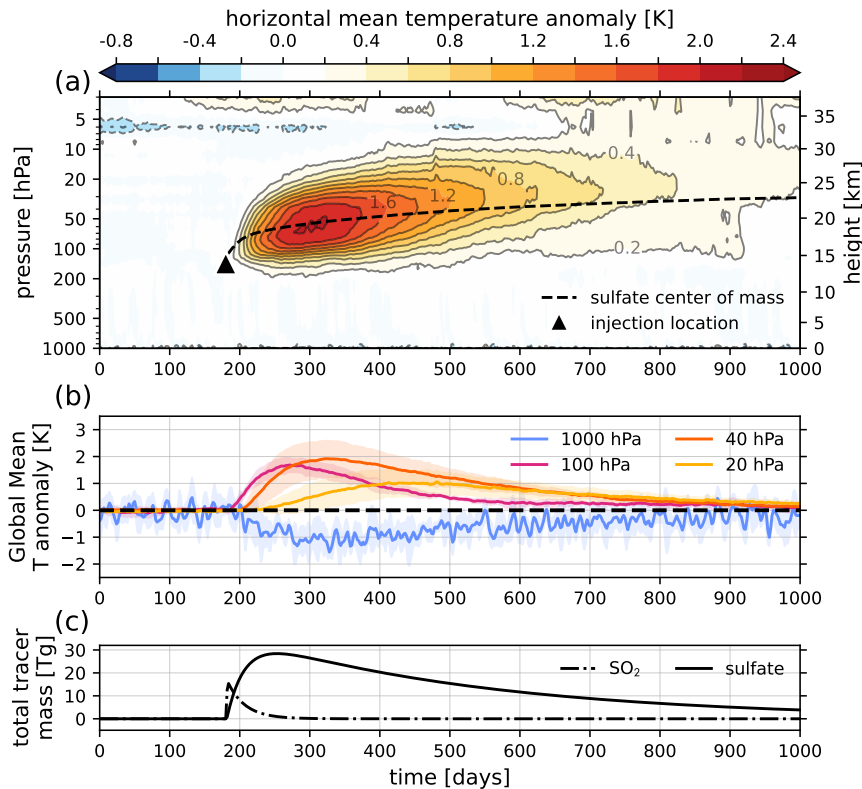 horizontal mean temperature anomaly [K]
-0.8 -0.4 0.0 0.4 0.8 1.2 1.6 2.0 2.4
(a)
pressure [hPa]
5
10
20
50
100
200
500
1000
0.4
0.8
1.2
1.6
0.2
sulfate center of mass
injection location
35
30
25
20
15
10
5
0
height [km]
0 100 200 300 400 500 600 700 800 900 1000
(b)
Global Mean
T anomaly [K]
3
2
1
0
−1
−2
1000 hPa 40 hPa
100 hPa 20 hPa
0 100 200 300 400 500 600 700 800 900 1000
(c)
total tracer
mass [Tg]
30
20
10
0
SO₂ sulfate
0 100 200 300 400 500 600 700 800 900 1000
time [days]